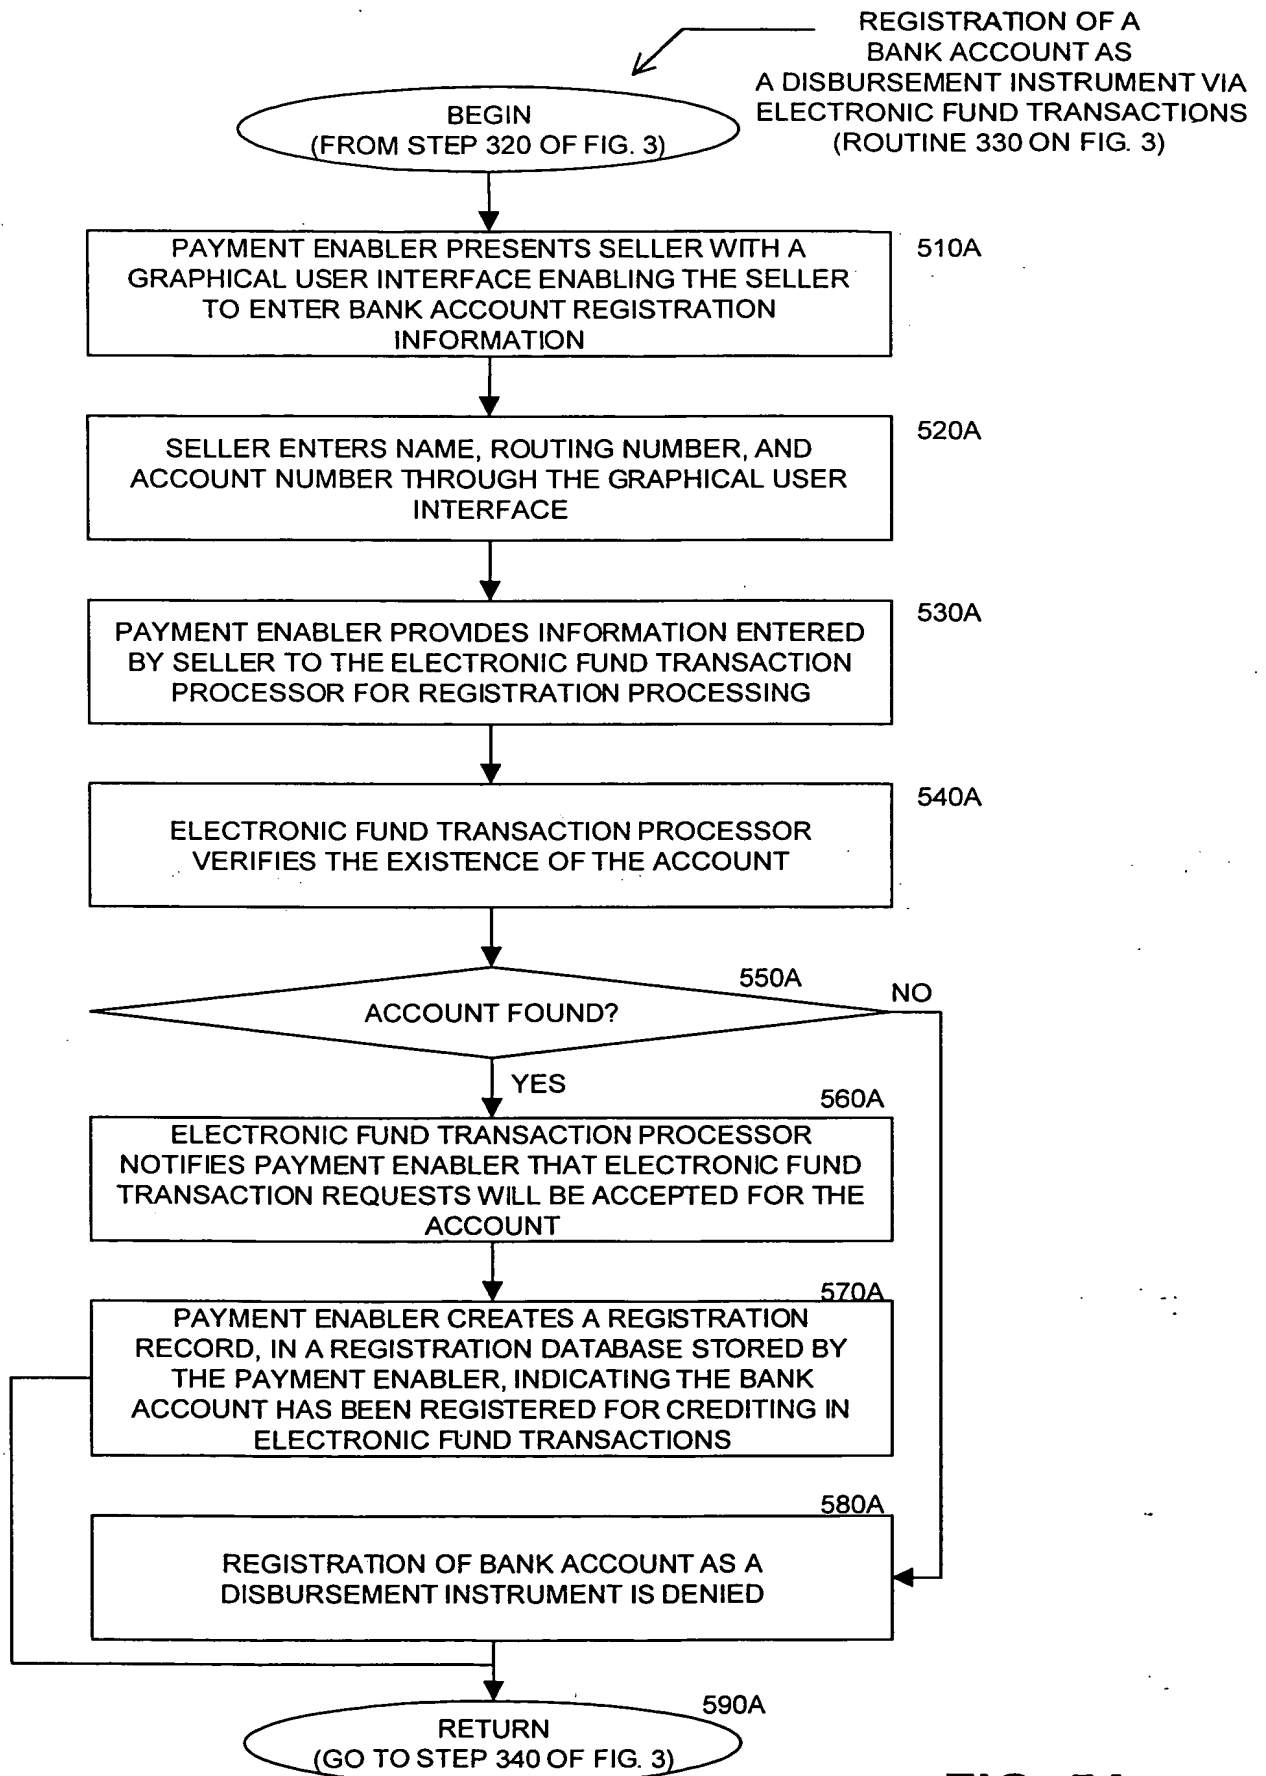 REGISTRATION OF A
BANK ACCOUNT AS
A DISBURSEMENT INSTRUMENT VIA
ELECTRONIC FUND TRANSACTIONS
(ROUTINE 330 ON FIG. 3)
BEGIN
(FROM STEP 320 OF FIG. 3)
510A
PAYMENT ENABLER PRESENTS SELLER WITH A
GRAPHICAL USER INTERFACE ENABLING THE SELLER
TO ENTER BANK ACCOUNT REGISTRATION
INFORMATION
520A
SELLER ENTERS NAME, ROUTING NUMBER, AND
ACCOUNT NUMBER THROUGH THE GRAPHICAL USER
INTERFACE
530A
PAYMENT ENABLER PROVIDES INFORMATION ENTERED
BY SELLER TO THE ELECTRONIC FUND TRANSACTION
PROCESSOR FOR REGISTRATION PROCESSING
540A
ELECTRONIC FUND TRANSACTION PROCESSOR
VERIFIES THE EXISTENCE OF THE ACCOUNT
550A
NO
ACCOUNT FOUND?
YES
560A
ELECTRONIC FUND TRANSACTION PROCESSOR
NOTIFIES PAYMENT ENABLER THAT ELECTRONIC FUND
TRANSACTION REQUESTS WILL BE ACCEPTED FOR THE
ACCOUNT
570A
PAYMENT ENABLER CREATES A REGISTRATION
RECORD, IN A REGISTRATION DATABASE STORED BY
THE PAYMENT ENABLER, INDICATING THE BANK
ACCOUNT HAS BEEN REGISTERED FOR CREDITING IN
ELECTRONIC FUND TRANSACTIONS
580A
REGISTRATION OF BANK ACCOUNT AS A
DISBURSEMENT INSTRUMENT IS DENIED
590A
RETURN
(GO TO STEP 340 OF FIG. 3)